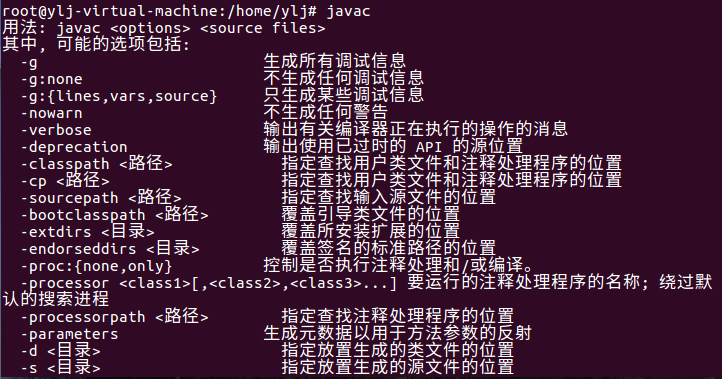 root@ylj-virtual-machine:/home/ylj# javac
用法: javac <options> <source files>
其中, 可能的选项包括:
-g 生成所有调试信息
-g:none 不生成任何调试信息
-g:{lines,vars,source} 只生成某些调试信息
-nowarn 不生成任何警告
-verbose 输出有关编译器正在执行的操作的消息
-deprecation 输出使用已过时的 API 的源位置
-classpath <路径> 指定查找用户类文件和注释处理程序的位置
-cp <路径> 指定查找用户类文件和注释处理程序的位置
-sourcepath <路径> 指定查找输入源文件的位置
-bootclasspath <路径> 覆盖引导类文件的位置
-extdirs <目录> 覆盖所安装扩展的位置
-endorseddirs <目录> 覆盖签名的标准路径的位置
-proc:{none,only} 控制是否执行注释处理和/或编译。
-processor <class1>[,<class2>,<class3>...] 要运行的注释处理程序的名称; 绕过默
认的搜索进程
-processorpath <路径> 指定查找注释处理程序的位置
-parameters 生成元数据以用于方法参数的反射
-d <目录> 指定放置生成的类文件的位置
-s <目录> 指定放置生成的源文件的位置